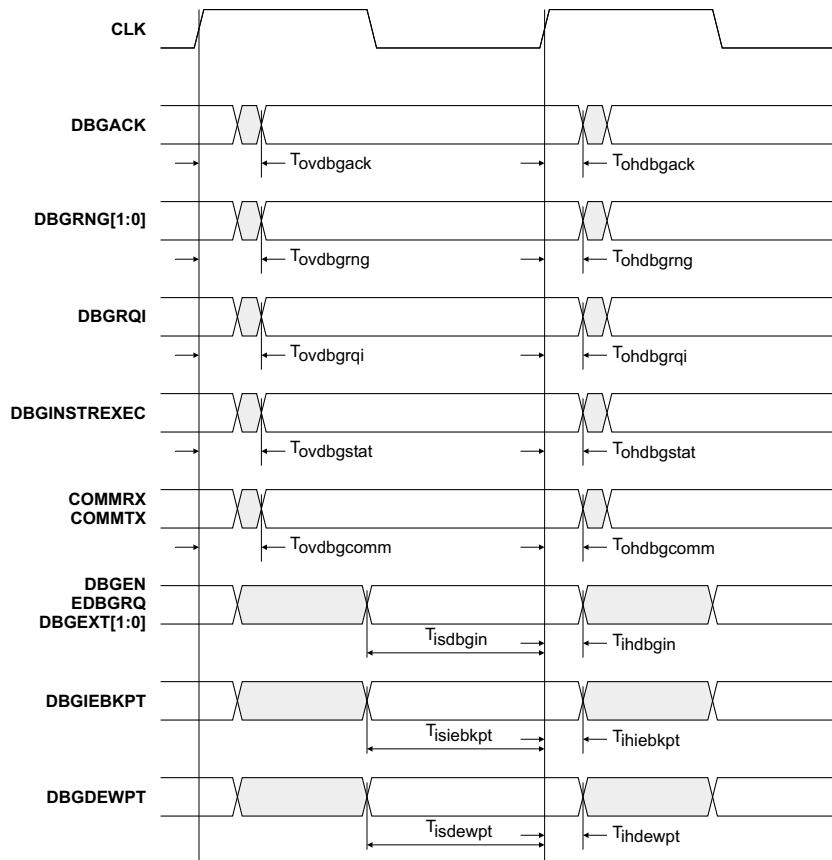 CLK
DBGACK
Tovdbgack
Tohdbgack
DBGRNG[1:0]
Tovdbgrng
Tohdbgrng
DBGRQI
Tovdbgrqi
Tohdbgrqi
DBGINSTREXEC
Tovdbgstat
Tohdbgstat
COMMRX
COMMTX
Tovdbgcomm
Tohdbgcomm
DBGEN
EDBGRQ
DBGEXT[1:0]
Tisdbgin
Tihdbgin
DBGIEBKPT
Tisiebkpt
Tihiebkpt
DBGDEWPT
Tisdewpt
Tihdewpt